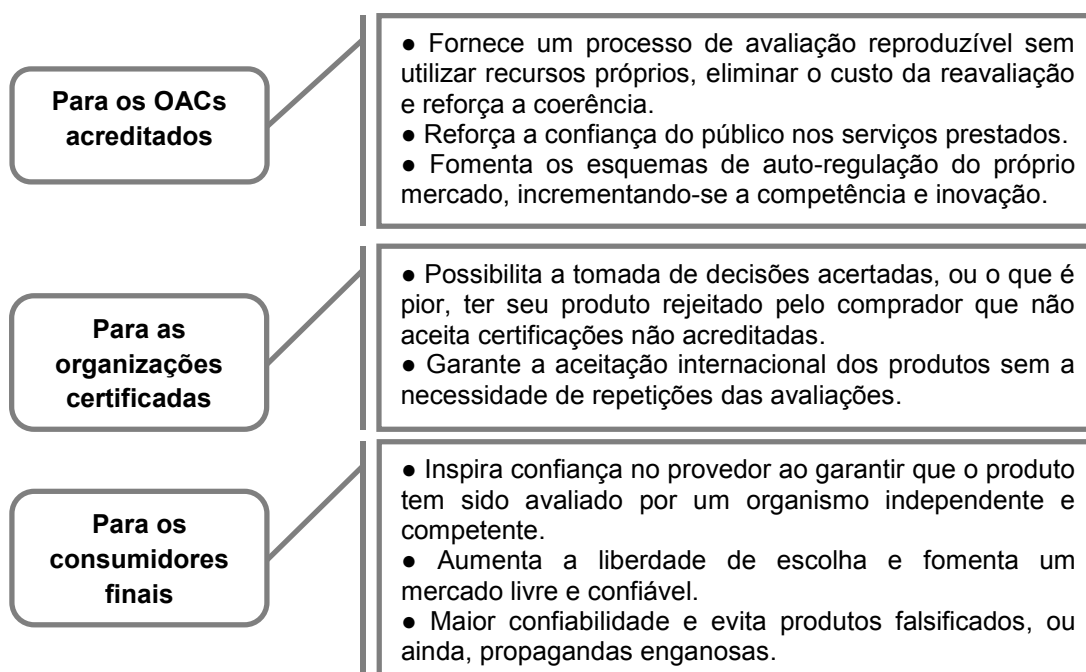 Para os OACs
acreditados
● Fornece um processo de avaliação reproduzível sem
utilizar recursos próprios, eliminar o custo da reavaliação
e reforça a coerência.
● Reforça a confiança do público nos serviços prestados.
● Fomenta os esquemas de auto-regulação do próprio
mercado, incrementando-se a competência e inovação.
Para as
organizações
certificadas
● Possibilita a tomada de decisões acertadas, ou o que é
pior, ter seu produto rejeitado pelo comprador que não
aceita certificações não acreditadas.
● Garante a aceitação internacional dos produtos sem a
necessidade de repetições das avaliações.
Para os
consumidores
finais
● Inspira confiança no provedor ao garantir que o produto
tem sido avaliado por um organismo independente e
competente.
● Aumenta a liberdade de escolha e fomenta um
mercado livre e confiável.
● Maior confiabilidade e evita produtos falsificados, ou
ainda, propagandas enganosas.